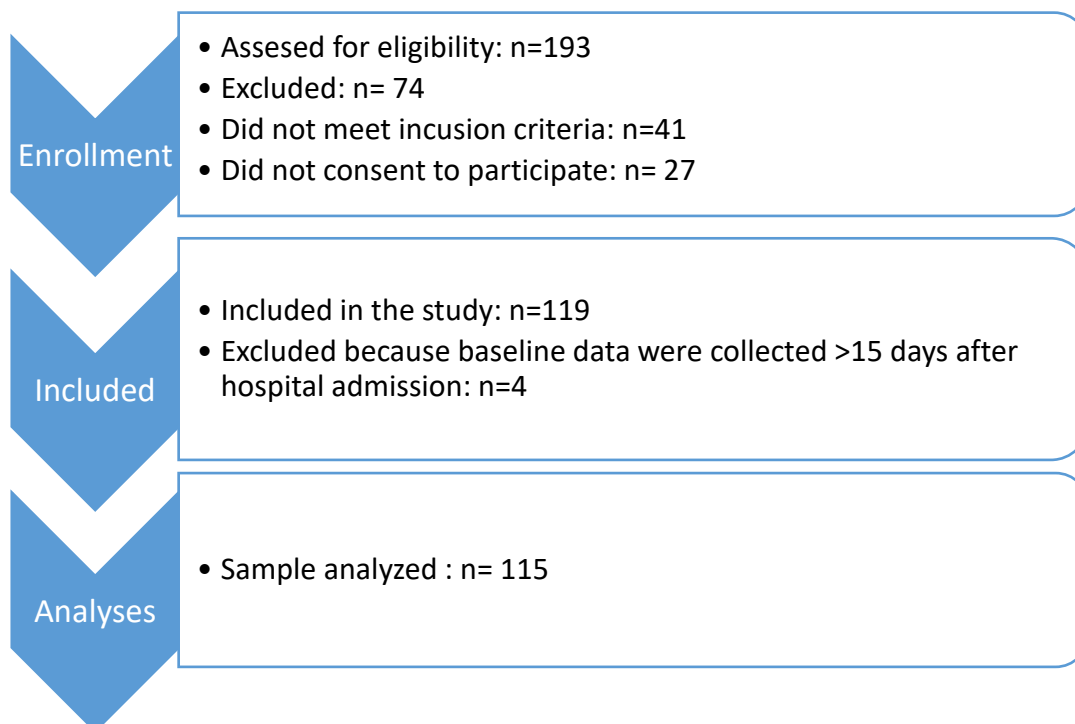 Enrollment
• Assesed for eligibility: n=193
• Excluded: n= 74
• Did not meet incusion criteria: n=41
• Did not consent to participate: n= 27
Included
• Included in the study: n=119
• Excluded because baseline data were collected >15 days after
hospital admission: n=4
Analyses
• Sample analyzed : n= 115